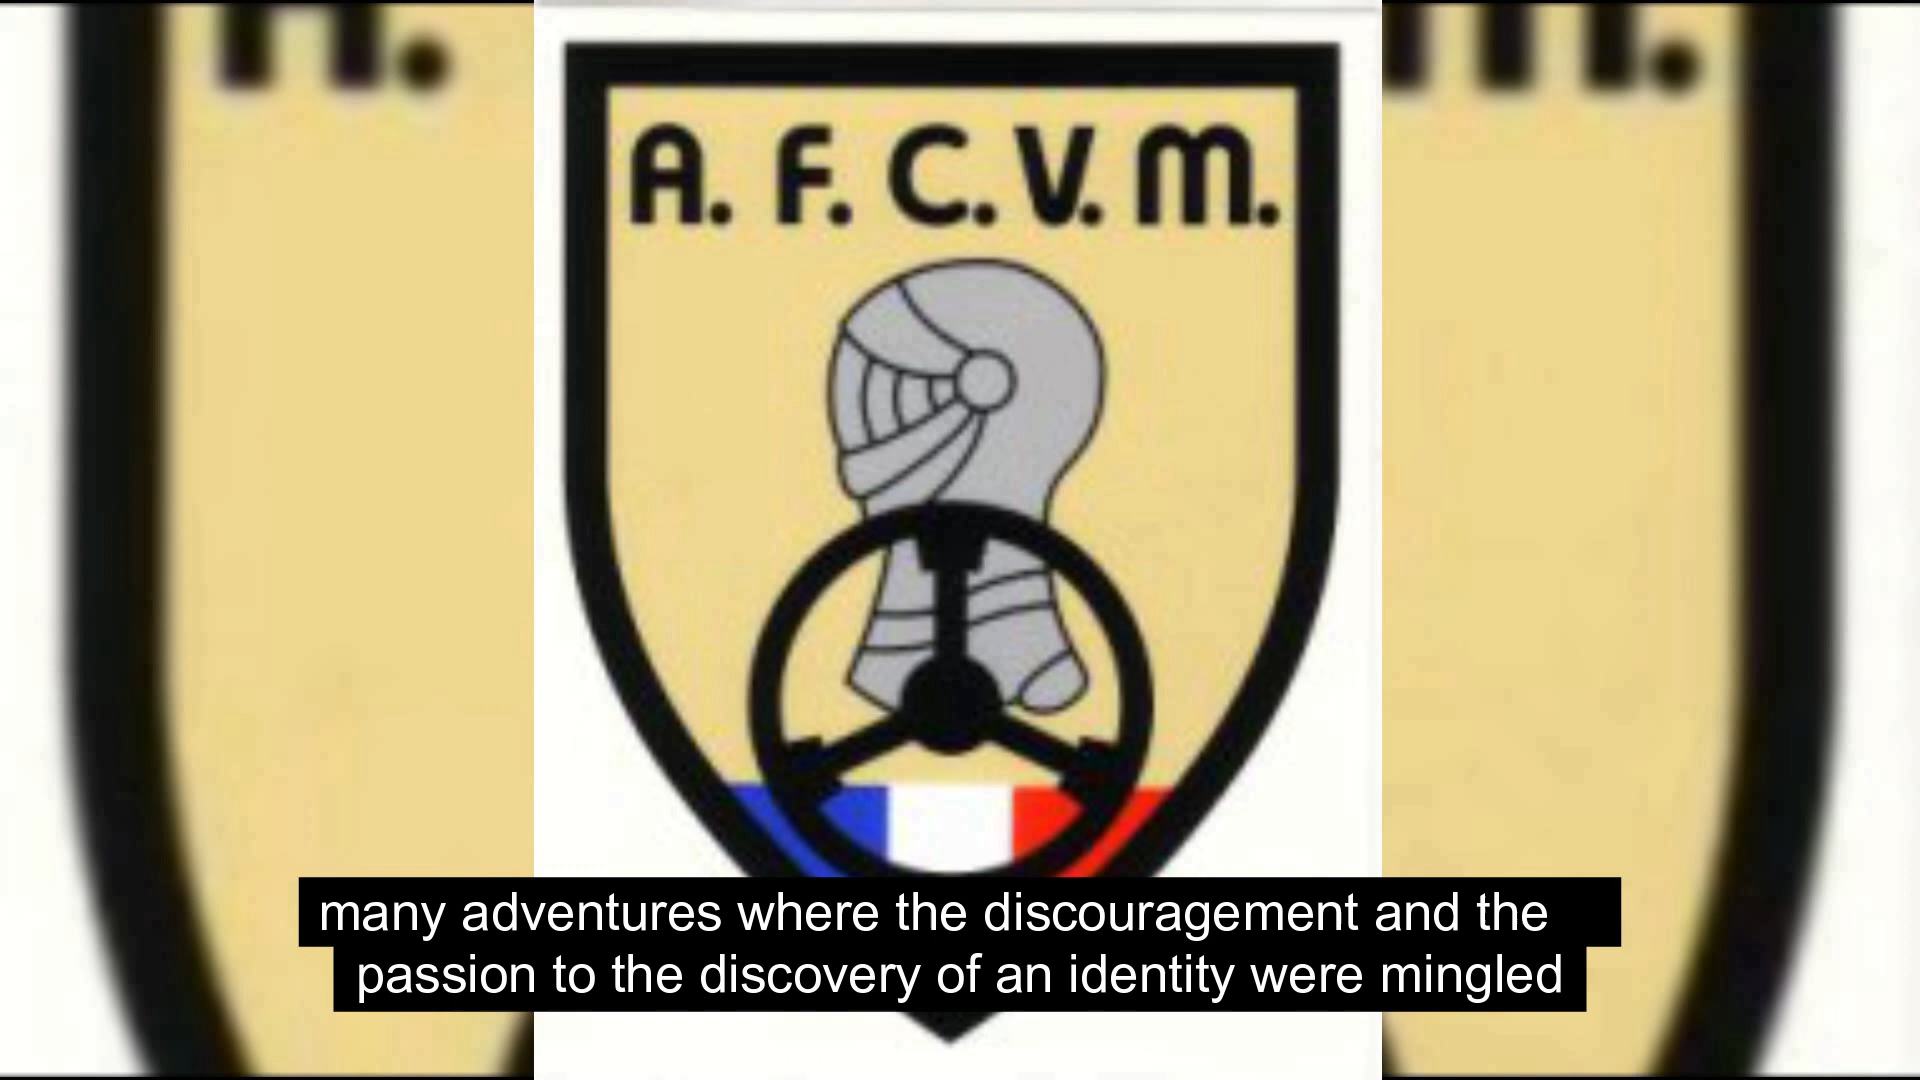 A. F. C. V. M.
many adventures where the discouragement and the
passion to the discovery of an identity were mingled